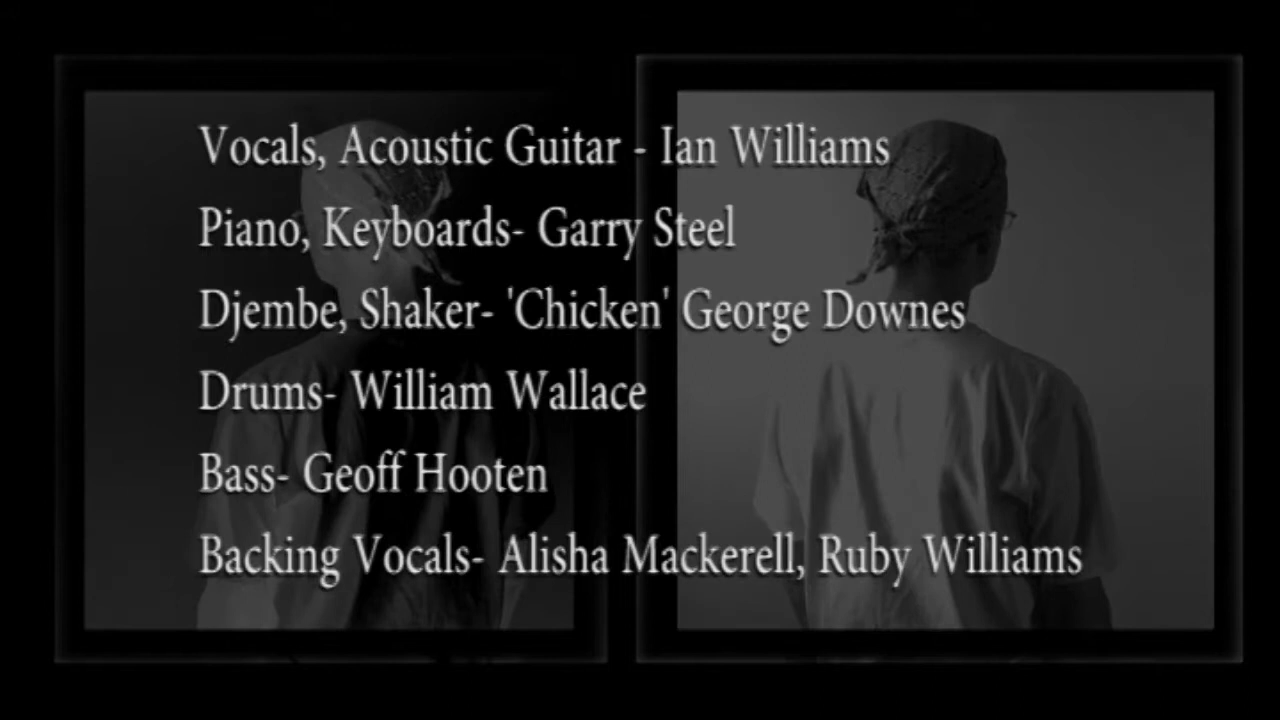 Vocals, Acoustic Guitar - Ian Williams
Piano, Keyboards- Garry Steel
Djembe, Shaker- 'Chicken' George Downes
Drums- William Wallace
Bass- Geoff Hooten
Backing Vocals- Alisha Mackerell, Ruby Williams